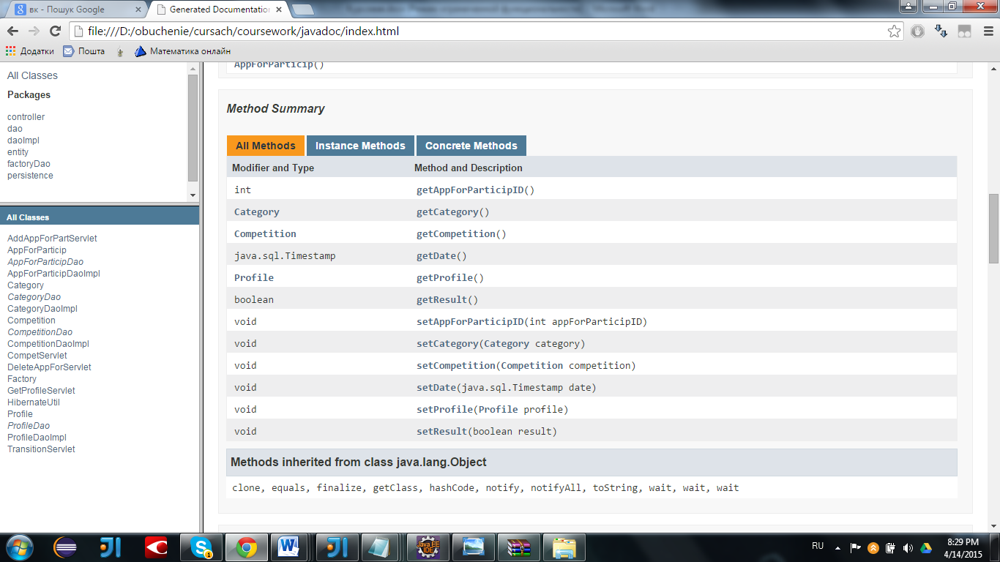 вк - Пошук Google
Generated Documentation
file:///D:/obuchenie/cursach/coursework/javadoc/index.html
Додатки Пошта Математика онлайн
All Classes
Packages
controller
dao
daoImpl
entity
factoryDao
persistence
All Classes
AddAppForPartServlet
AppForParticip
AppForParticipDao
AppForParticipDaoImpl
Category
CategoryDao
CategoryDaoImpl
Competition
CompetitionDao
CompetitionDaoImpl
CompetServlet
DeleteAppForServlet
Factory
GetProfileServlet
HibernateUtil
Profile
ProfileDao
ProfileDaoImpl
TransitionServlet
AppForParticip()
Method Summary
All Methods Instance Methods Concrete Methods
Modifier and Type Method and Description
int getAppForParticipID()
Category getCategory()
Competition getCompetition()
java.sql.Timestamp getDate()
Profile getProfile()
boolean getResult()
void setAppForParticipID(int appForParticipID)
void setCategory(Category category)
void setCompetition(Competition competition)
void setDate(java.sql.Timestamp date)
void setProfile(Profile profile)
void setResult(boolean result)
Methods inherited from class java.lang.Object
clone, equals, finalize, getClass, hashCode, notify, notifyAll, toString, wait, wait, wait
Java EE
IDE
RU
8:29 PM
4/14/2015